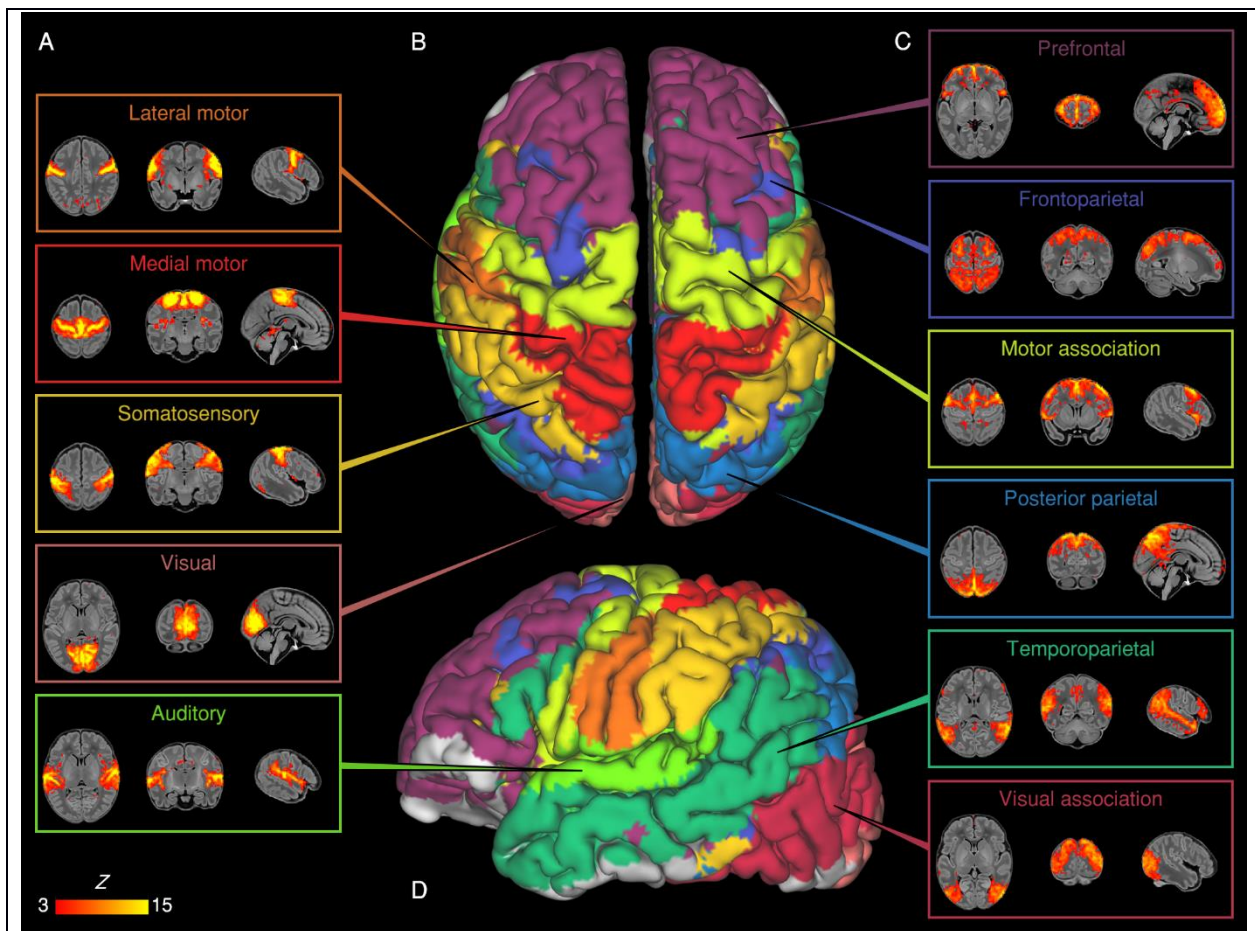 A
B
C
Lateral motor
Medial motor
Somatosensory
Visual
Auditory
Z
3 15
Prefrontal
Frontoparietal
Motor association
Posterior parietal
Temporoparietal
Visual association
D